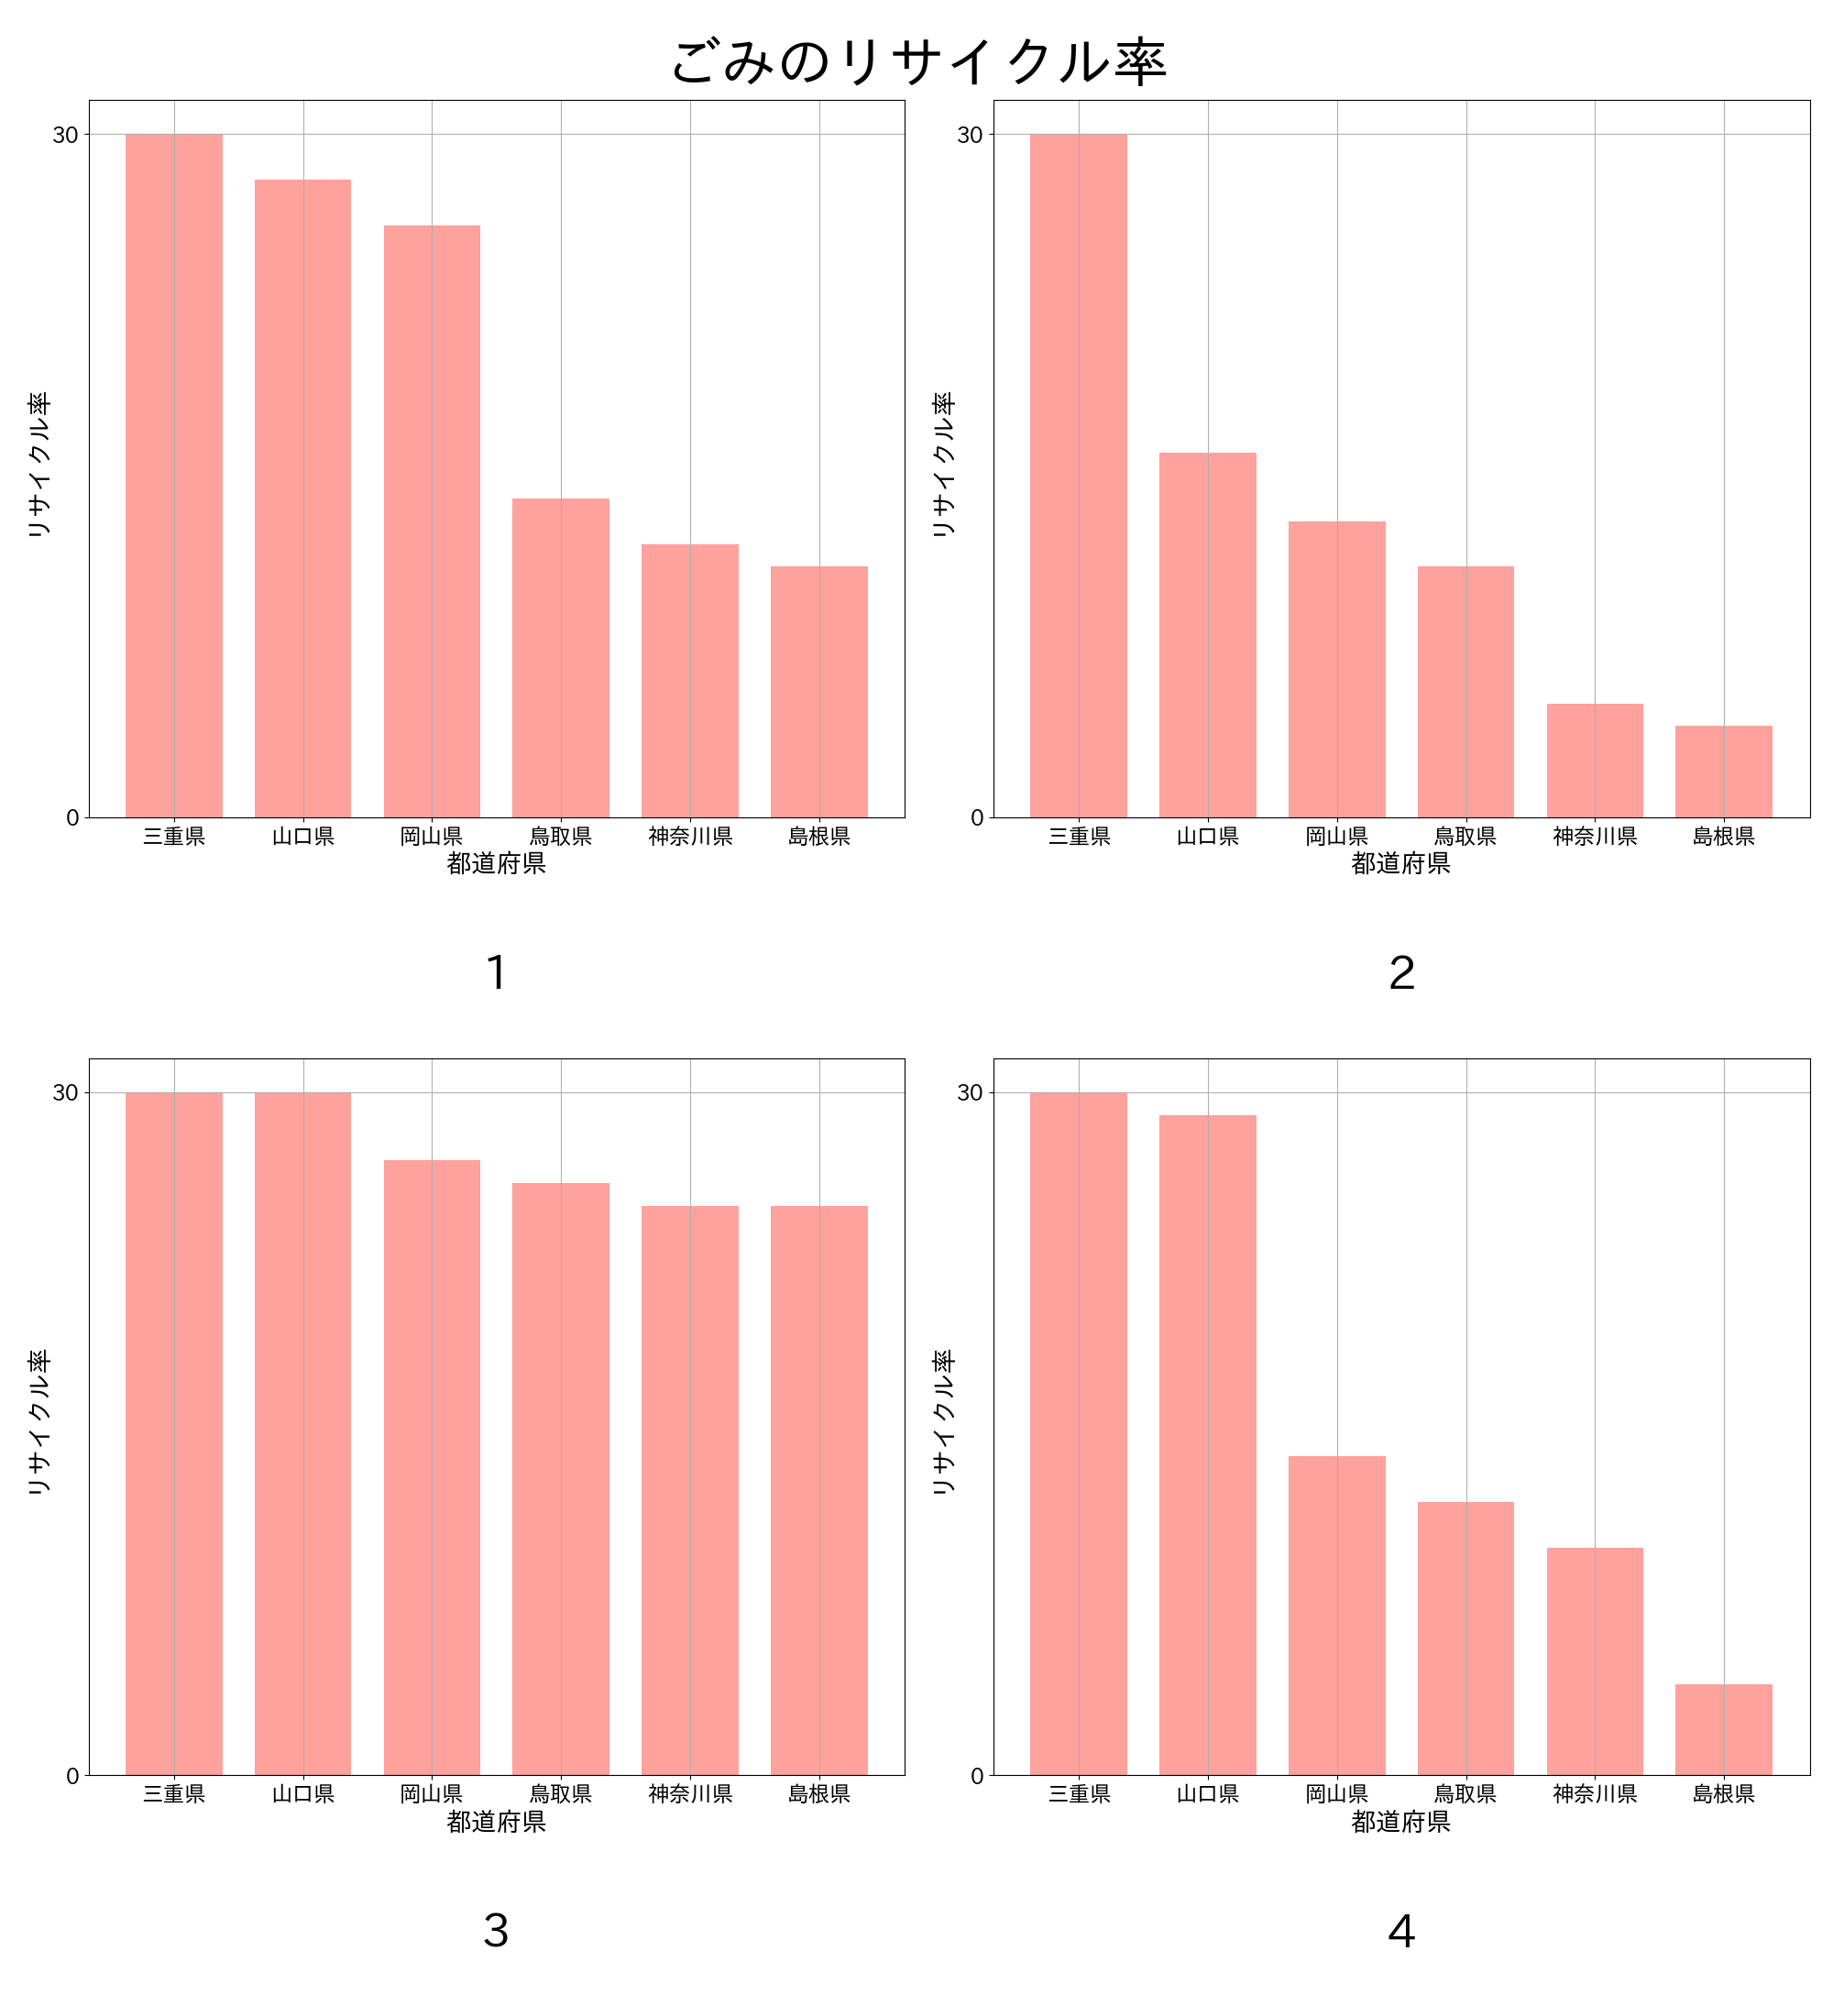 ごみのリサイクル率
30
0
リサイクル率
三重県 山口県 岡山県 鳥取県 神奈川県 島根県
都道府県
1
30
0
リサイクル率
三重県 山口県 岡山県 鳥取県 神奈川県 島根県
都道府県
2
30
0
リサイクル率
三重県 山口県 岡山県 鳥取県 神奈川県 島根県
都道府県
3
30
0
リサイクル率
三重県 山口県 岡山県 鳥取県 神奈川県 島根県
都道府県
4